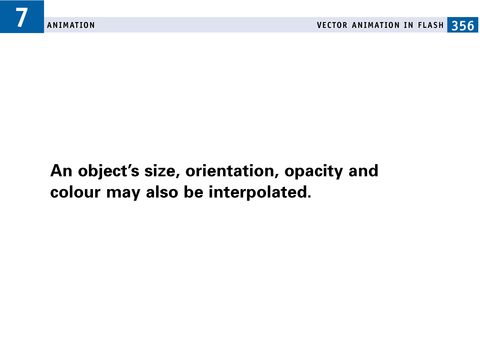 7
ANIMATION
VECTOR ANIMATION IN FLASH 356
An object’s size, orientation, opacity and
colour may also be interpolated.